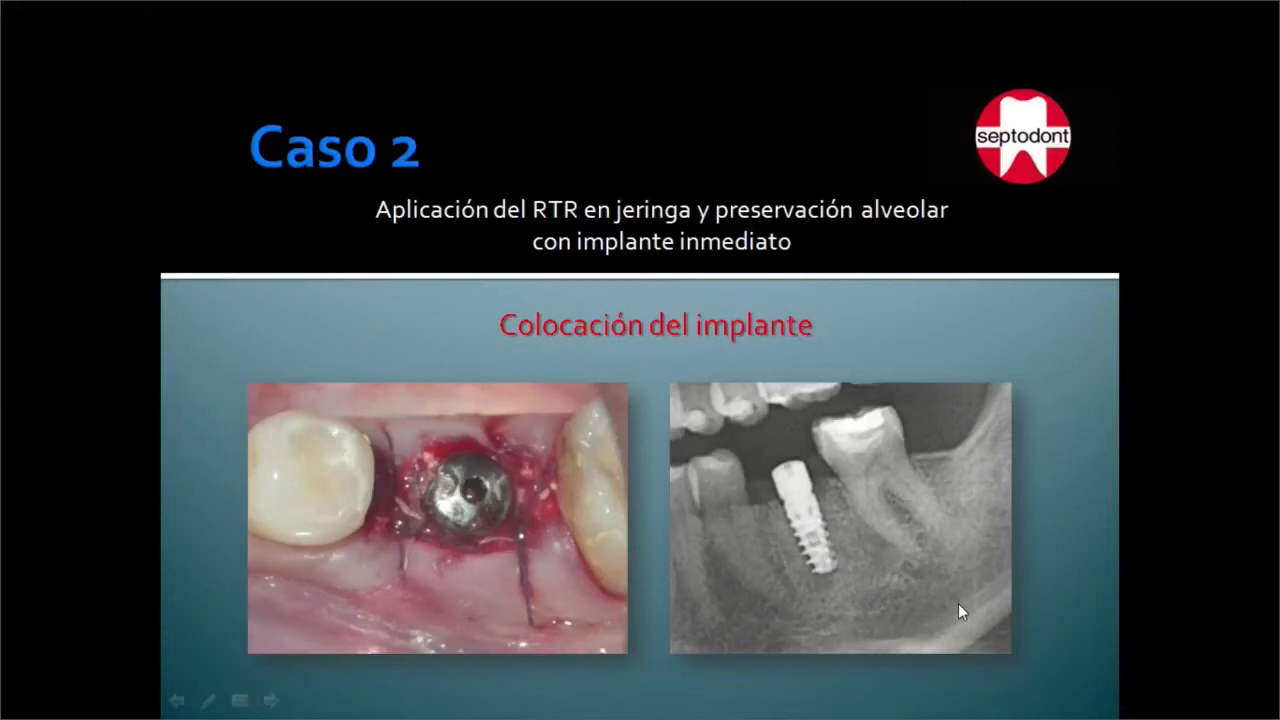 Caso 2
septodont
Aplicación del RTR en jeringa y preservación alveolar
con implante inmediato
Colocación del implante